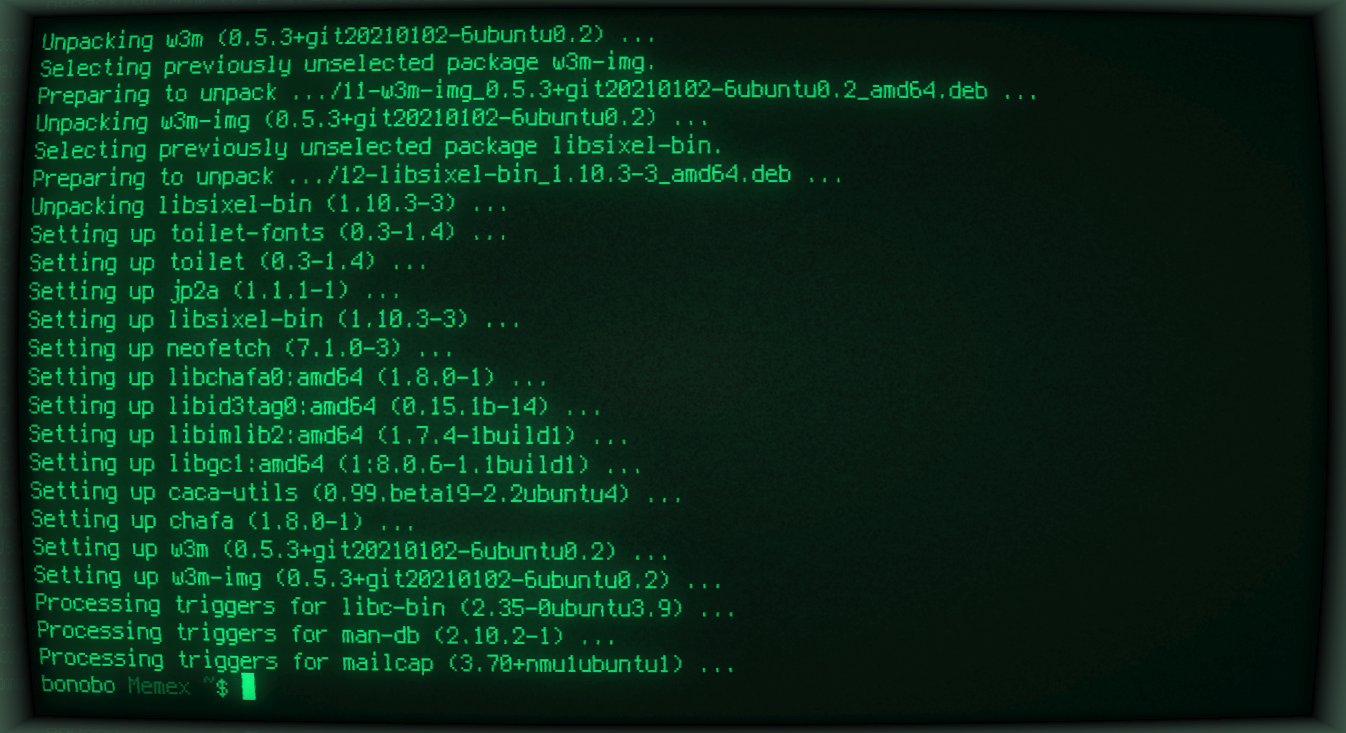 Unpacking w3m (0.5.3+git20210102-6ubuntu0.2) ...
Selecting previously unselected package w3m-img.
Preparing to unpack .../11-w3m-img_0.5.3+git20210102-6ubuntu0.2_amd64.deb ...
Unpacking w3m-img (0.5.3+git20210102-6ubuntu0.2) ...
Selecting previously unselected package libsixel-bin.
Preparing to unpack .../12-libsixel-bin_1.10.3-3_amd64.deb ...
Unpacking libsixel-bin (1.10.3-3) ...
Setting up toilet-fonts (0.3-1.4) ...
Setting up toilet (0.3-1.4) ...
Setting up jp2a (1.1.1-1) ...
Setting up libsixel-bin (1.10.3-3) ...
Setting up neofetch (7.1.0-3) ...
Setting up libchafa0:amd64 (1.8.0-1) ...
Setting up libid3tag0:amd64 (0.15.1b-14) ...
Setting up libimlib2:amd64 (1.7.4-1build1) ...
Setting up libgc1:amd64 (1:8.0.6-1.1build1) ...
Setting up caca-utils (0.99.beta19-2.2ubuntu4) ...
Setting up chafa (1.8.0-1) ...
Setting up w3m (0.5.3+git20210102-6ubuntu0.2) ...
Setting up w3m-img (0.5.3+git20210102-6ubuntu0.2) ...
Processing triggers for libc-bin (2.35-0ubuntu3.9) ...
Processing triggers for man-db (2.10.2-1) ...
Processing triggers for mailcap (3.70+nmu1ubuntu1) ...
bonobo Memex ~$